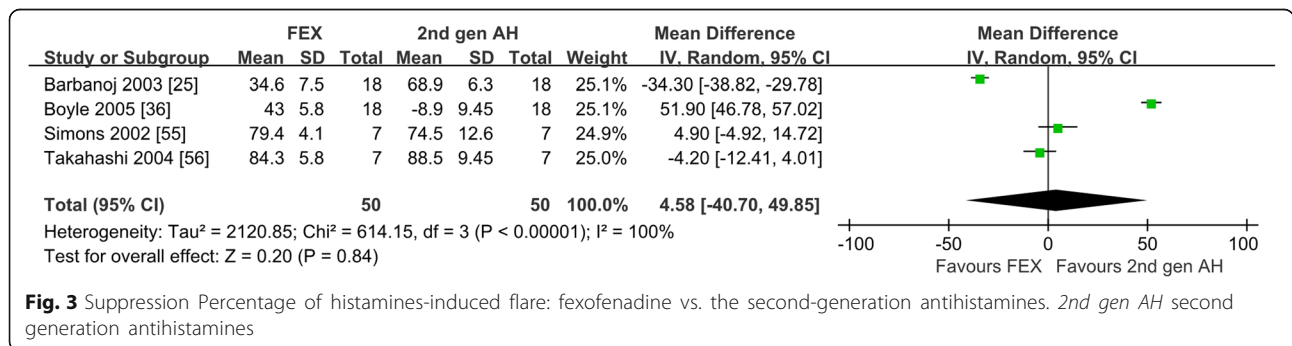 FEX 2nd gen AH Mean Difference Mean Difference
Study or Subgroup Mean SD Total Mean SD Total Weight IV, Random, 95% CI IV, Random, 95% CI
Barbanoj 2003 [25] 34.6 7.5 18 68.9 6.3 18 25.1% -34.30 [-38.82, -29.78]
Boyle 2005 [36] 43 5.8 18 -8.9 9.45 18 25.1% 51.90 [46.78, 57.02]
Simons 2002 [55] 79.4 4.1 7 74.5 12.6 7 24.9% 4.90 [-4.92, 14.72]
Takahashi 2004 [56] 84.3 5.8 7 88.5 9.45 7 25.0% -4.20 [-12.41, 4.01]
Total (95% CI) 50 50 100.0% 4.58 [-40.70, 49.85]
Heterogeneity: Tau² = 2120.85; Chi² = 614.15, df = 3 (P < 0.00001); I² = 100%
Test for overall effect: Z = 0.20 (P = 0.84)
-100 -50 0 50 100
Favours FEX Favours 2nd gen AH
Fig. 3 Suppression Percentage of histamines-induced flare: fexofenadine vs. the second-generation antihistamines. 2nd gen AH second
generation antihistamines